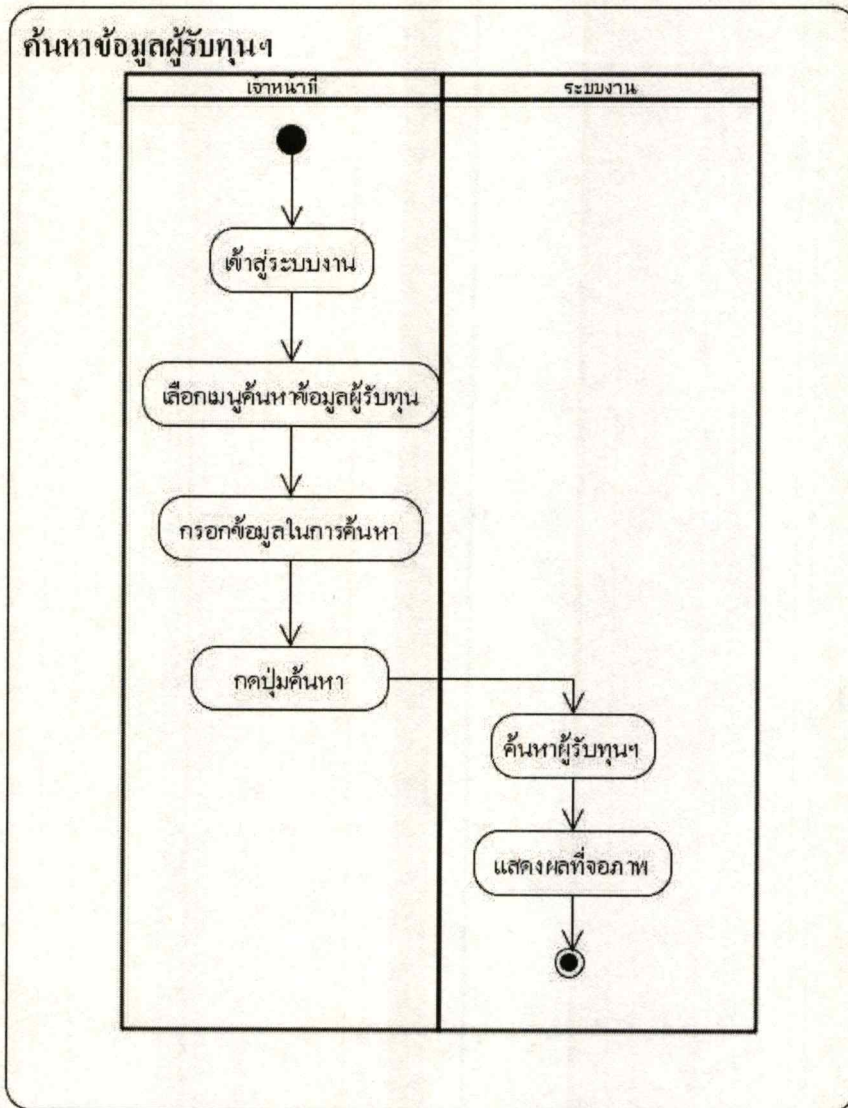 ค้นหาข้อมูลผู้รับทุนฯ
เจ้าหน้าที่
ระบบงาน
เข้าสู่ระบบงาน
เลือกเมนูค้นหาข้อมูลผู้รับทุน
กรอกข้อมูลในการค้นหา
กดปุ่มค้นหา
ค้นหาผู้รับทุนฯ
แสดงผลที่จอภาพ